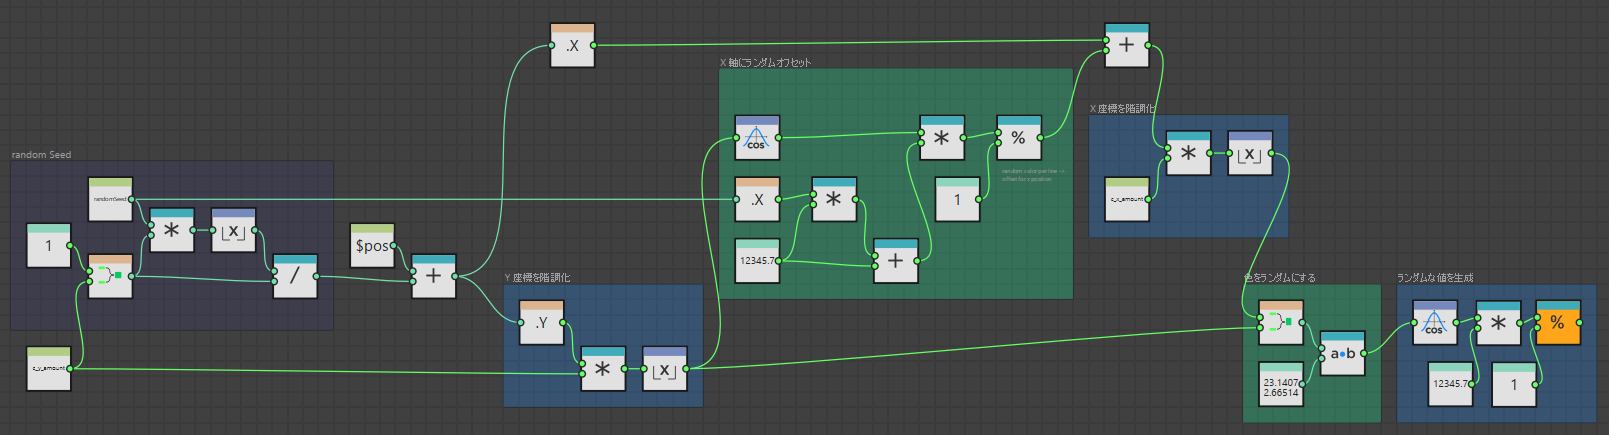 .X
+
X 軸にランダムオフセット
X 座標を階調化
cos
*
%
*
⌊x⌋
random color per line ->
offset for x position
random Seed
randomSeed
.X
*
1
c_x_amount
1
*
⌊x⌋
$pos
/
+
12345.7
+
Y 座標を階調化
色をランダムにする
ランダムな値を生成
.Y
cos
*
%
c_y_amount
*
⌊x⌋
a•b
23.1407
2.66514
12345.7
1